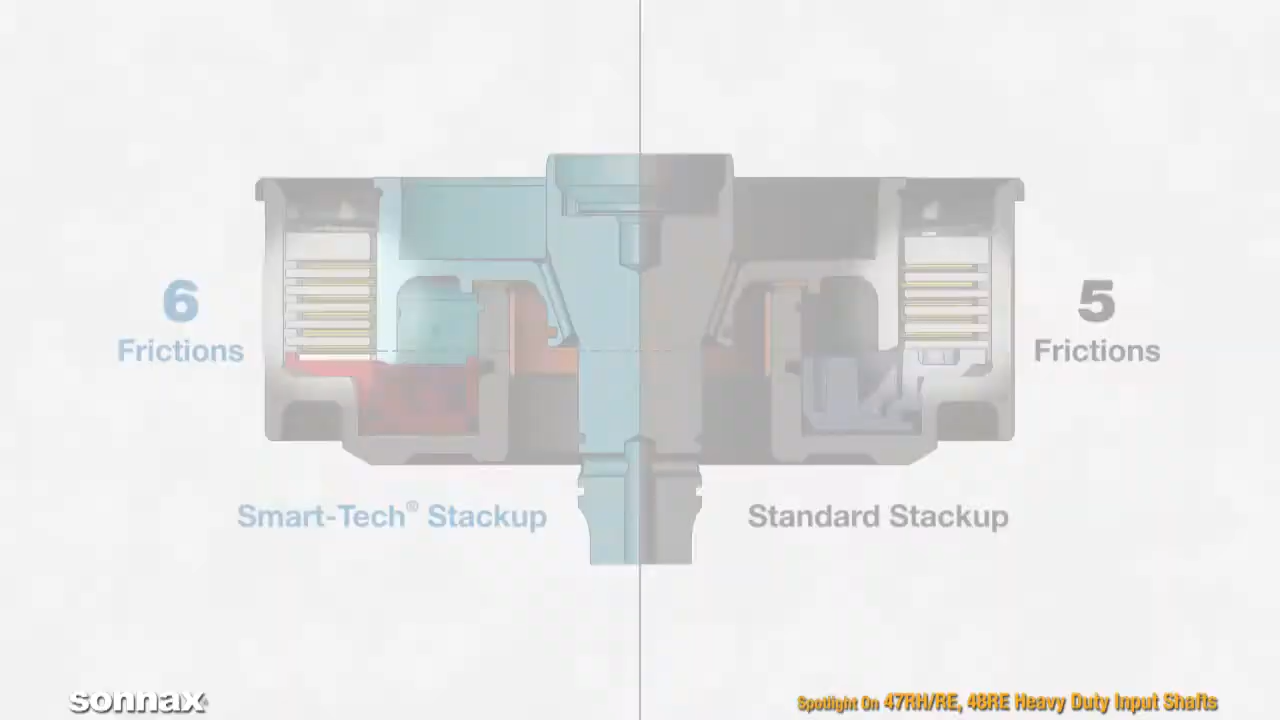 6
Frictions
5
Frictions
Smart-Tech® Stackup
Standard Stackup
sonnax
Spotlight On 47RH/RE, 48RE Heavy Duty Input Shafts